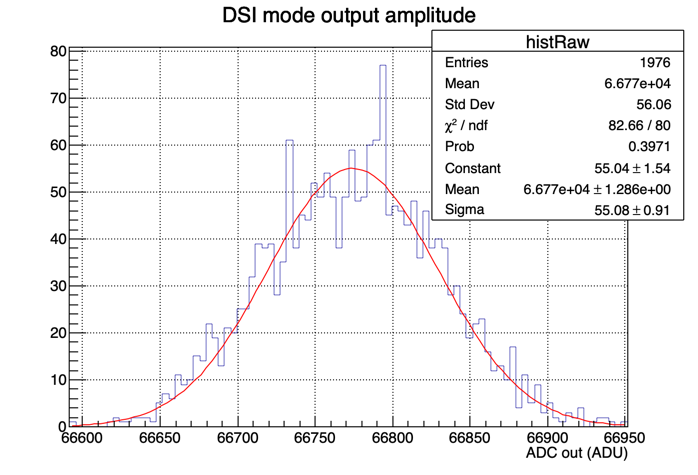 DSI mode output amplitude
histRaw
Entries 1976
Mean 6.677e+04
Std Dev 56.06
χ² / ndf 82.66 / 80
Prob 0.3971
Constant 55.04 ± 1.54
Mean 6.677e+04 ± 1.286e+00
Sigma 55.08 ± 0.91
80
70
60
50
40
30
20
10
0
66600 66650 66700 66750 66800 66850 66900 66950
ADC out (ADU)